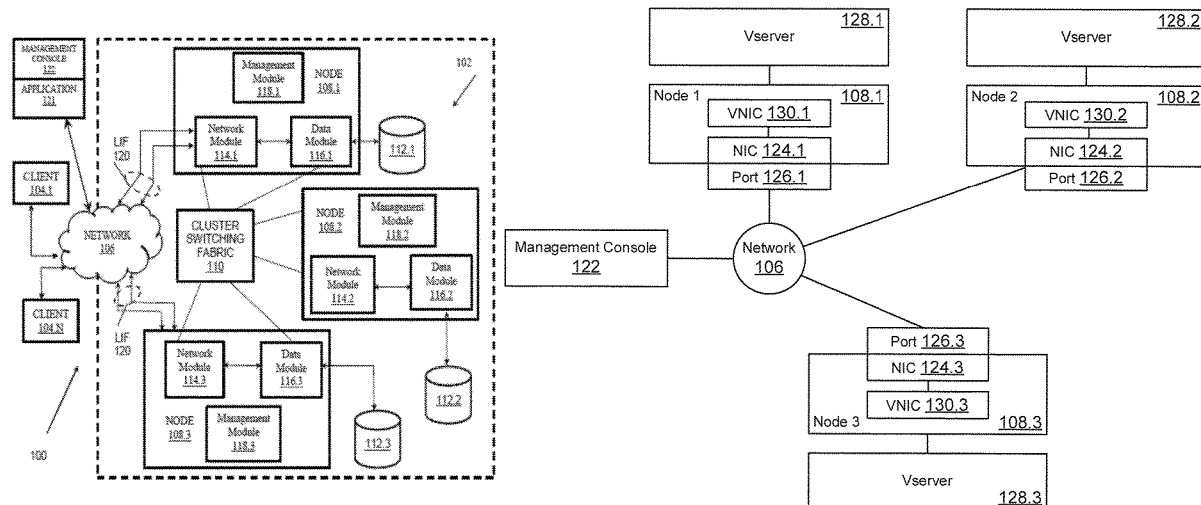 MANAGEMENT
CONSOLE
122
APPLICATION
121
CLIENT
104.1
NETWORK
106
CLIENT
104.N
100
LIF
120
LIF
120
102
Management
Module
118.1
NODE
108.1
Network
Module
114.1
Data
Module
116.1
112.1
CLUSTER
SWITCHING
FABRIC
110
NODE
108.2
Management
Module
118.2
Network
Module
114.2
Data
Module
116.2
112.2
Network
Module
114.3
Data
Module
116.3
NODE
108.3
Management
Module
118.3
112.3
128.1
Vserver
Node 1
108.1
VNIC 130.1
NIC 124.1
Port 126.1
128.2
Vserver
Node 2
108.2
VNIC 130.2
NIC 124.2
Port 126.2
Management Console
122
Network
106
Port 126.3
NIC 124.3
VNIC 130.3
Node 3
108.3
Vserver
128.3